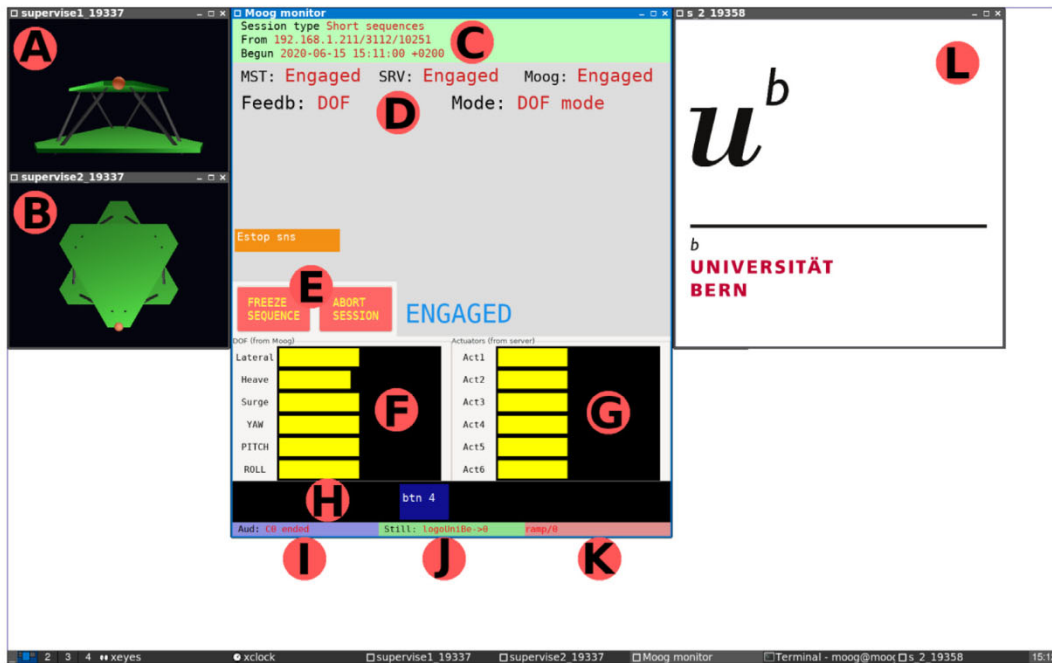 supervise1_19337
A
supervise2_19337
B
Moog monitor
Session type Short sequences
From 192.168.1.211/3112/10251
Begun 2020-06-15 15:11:00 +0200
C
MST: Engaged SRV: Engaged Moog: Engaged
Feedb: DOF Mode: DOF mode
D
Estop sns
E
FREEZE
SEQUENCE
ABORT
SESSION
ENGAGED
DOF (from Moog)
Lateral
Heave
Surge
YAW
PITCH
ROLL
F
Actuators (from server)
Act1
Act2
Act3
Act4
Act5
Act6
G
H
btn 4
Aud: C0 ended
Still: logoUniBe->0
ramp/0
I
J
K
s_2_19358
L
u b
b
UNIVERSITÄT
BERN
2 3 4 xeyes xclock supervise1_19337 supervise2_19337 Moog monitor Terminal - moog@moo s_2_19358 15:1